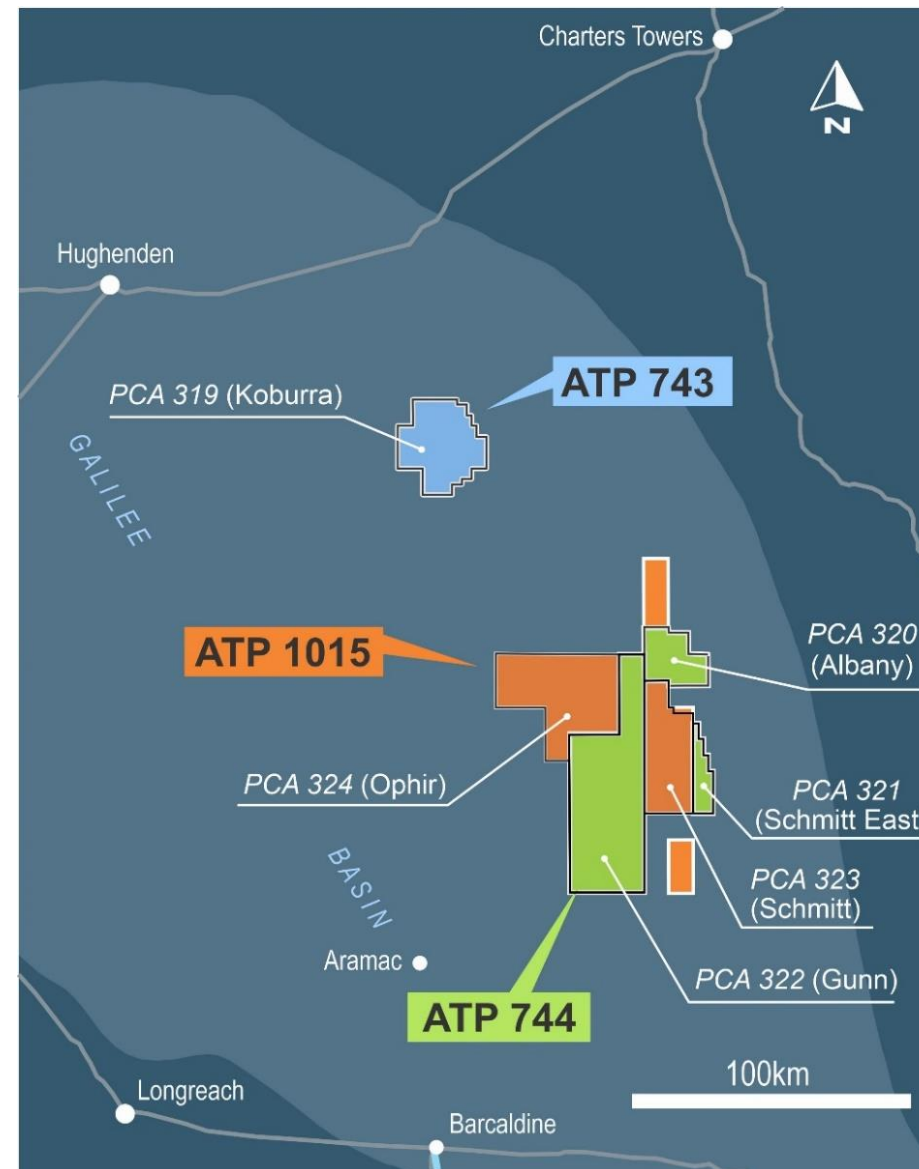 Charters Towers
N
Hughenden
ATP 743
PCA 319 (Koburra)
GALILEE
PCA 320
(Albany)
ATP 1015
PCA 324 (Ophir)
PCA 321
(Schmitt East
BASIN
PCA 323
(Schmitt)
Aramac
PCA 322 (Gunn)
ATP 744
100km
Longreach
Barcaldine